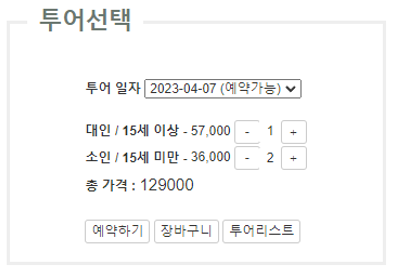 투어선택
투어 일자 2023-04-07 (예약가능)
대인 / 15세 이상 - 57,000 - 1 +
소인 / 15세 미만 - 36,000 - 2 +
총 가격 : 129000
예약하기 장바구니 투어리스트